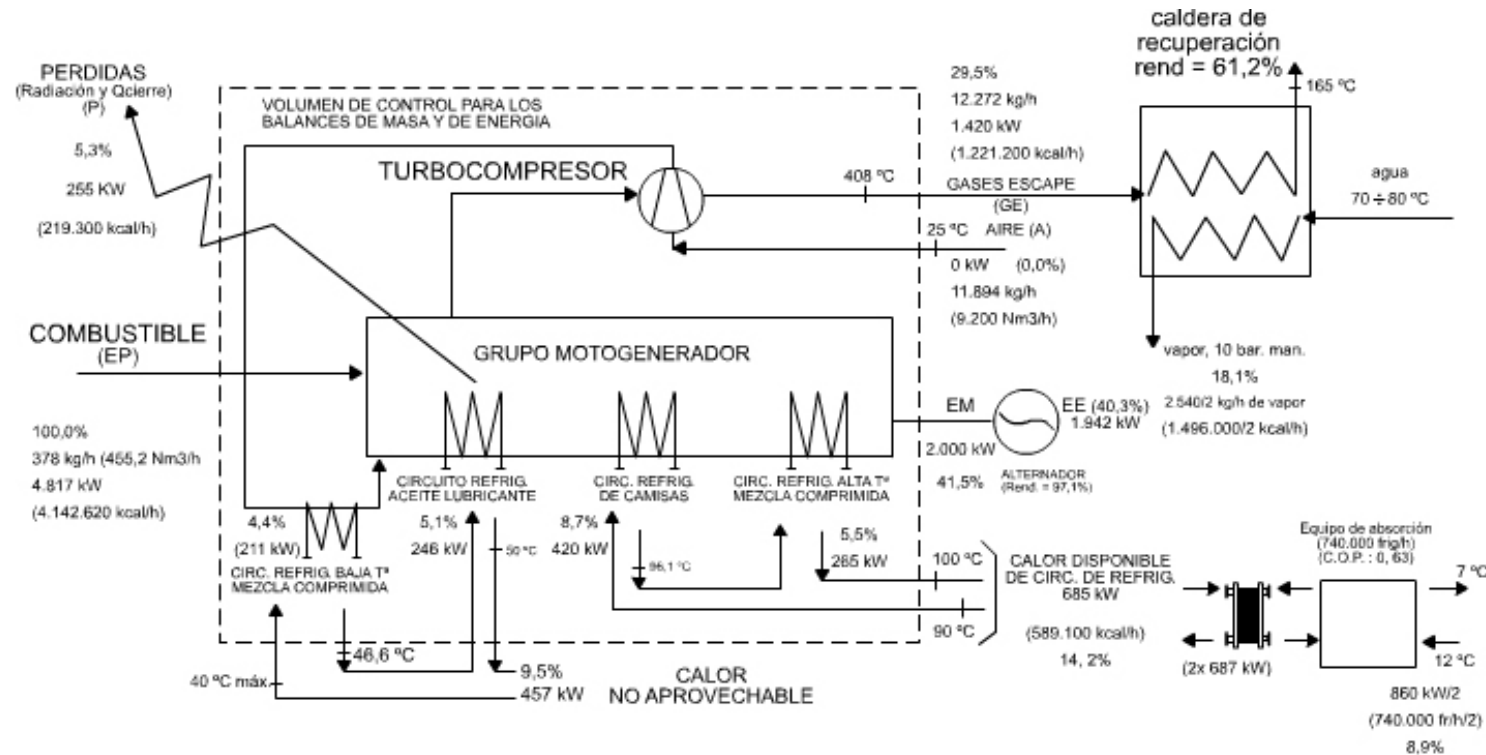 PERDIDAS
(Radiación y Qcierre)
(P)
5,3%
255 KW
(219.300 kcal/h)
VOLUMEN DE CONTROL PARA LOS
BALANCES DE MASA Y DE ENERGIA
TURBOCOMPRESOR
408 ºC
29,5%
12.272 kg/h
1.420 kW
(1.221.200 kcal/h)
GASES ESCAPE
(GE)
25 ºC AIRE (A)
0 kW (0,0%)
11.894 kg/h
(9.200 Nm3/h)
caldera de
recuperación
rend = 61,2%
165 ºC
agua
70÷80 ºC
vapor, 10 bar. man.
18,1%
2.540/2 kg/h de vapor
(1.496.000/2 kcal/h)
COMBUSTIBLE
(EP)
100,0%
378 kg/h (455,2 Nm3/h
4.817 kW
(4.142.620 kcal/h)
GRUPO MOTOGENERADOR
EM
2.000 kW
41,5%
EE (40,3%)
1.942 kW
ALTERNADOR
(Rend. = 97,1%)
CIRCUITO REFRIG.
ACEITE LUBRICANTE
5,1%
246 kW
50 ºC
CIRC. REFRIG.
DE CAMISAS
8,7%
420 kW
96,1 ºC
CIRC. REFRIG. ALTA Tª
MEZCLA COMPRIMIDA
5,5%
265 kW
4,4%
(211 kW)
CIRC. REFRIG. BAJA Tª
MEZCLA COMPRIMIDA
46,6 ºC
40 ºC máx
9,5%
457 kW
CALOR
NO APROVECHABLE
100 ºC
90 ºC
CALOR DISPONIBLE
DE CIRC. DE REFRIG.
685 kW
(589.100 kcal/h)
14, 2%
(2x 687 kW)
Equipo de absorción
(740.000 frig/h)
(C.O.P. : 0, 63)
7 ºC
12 ºC
860 kW/2
(740.000 fr/h/2)
8,9%